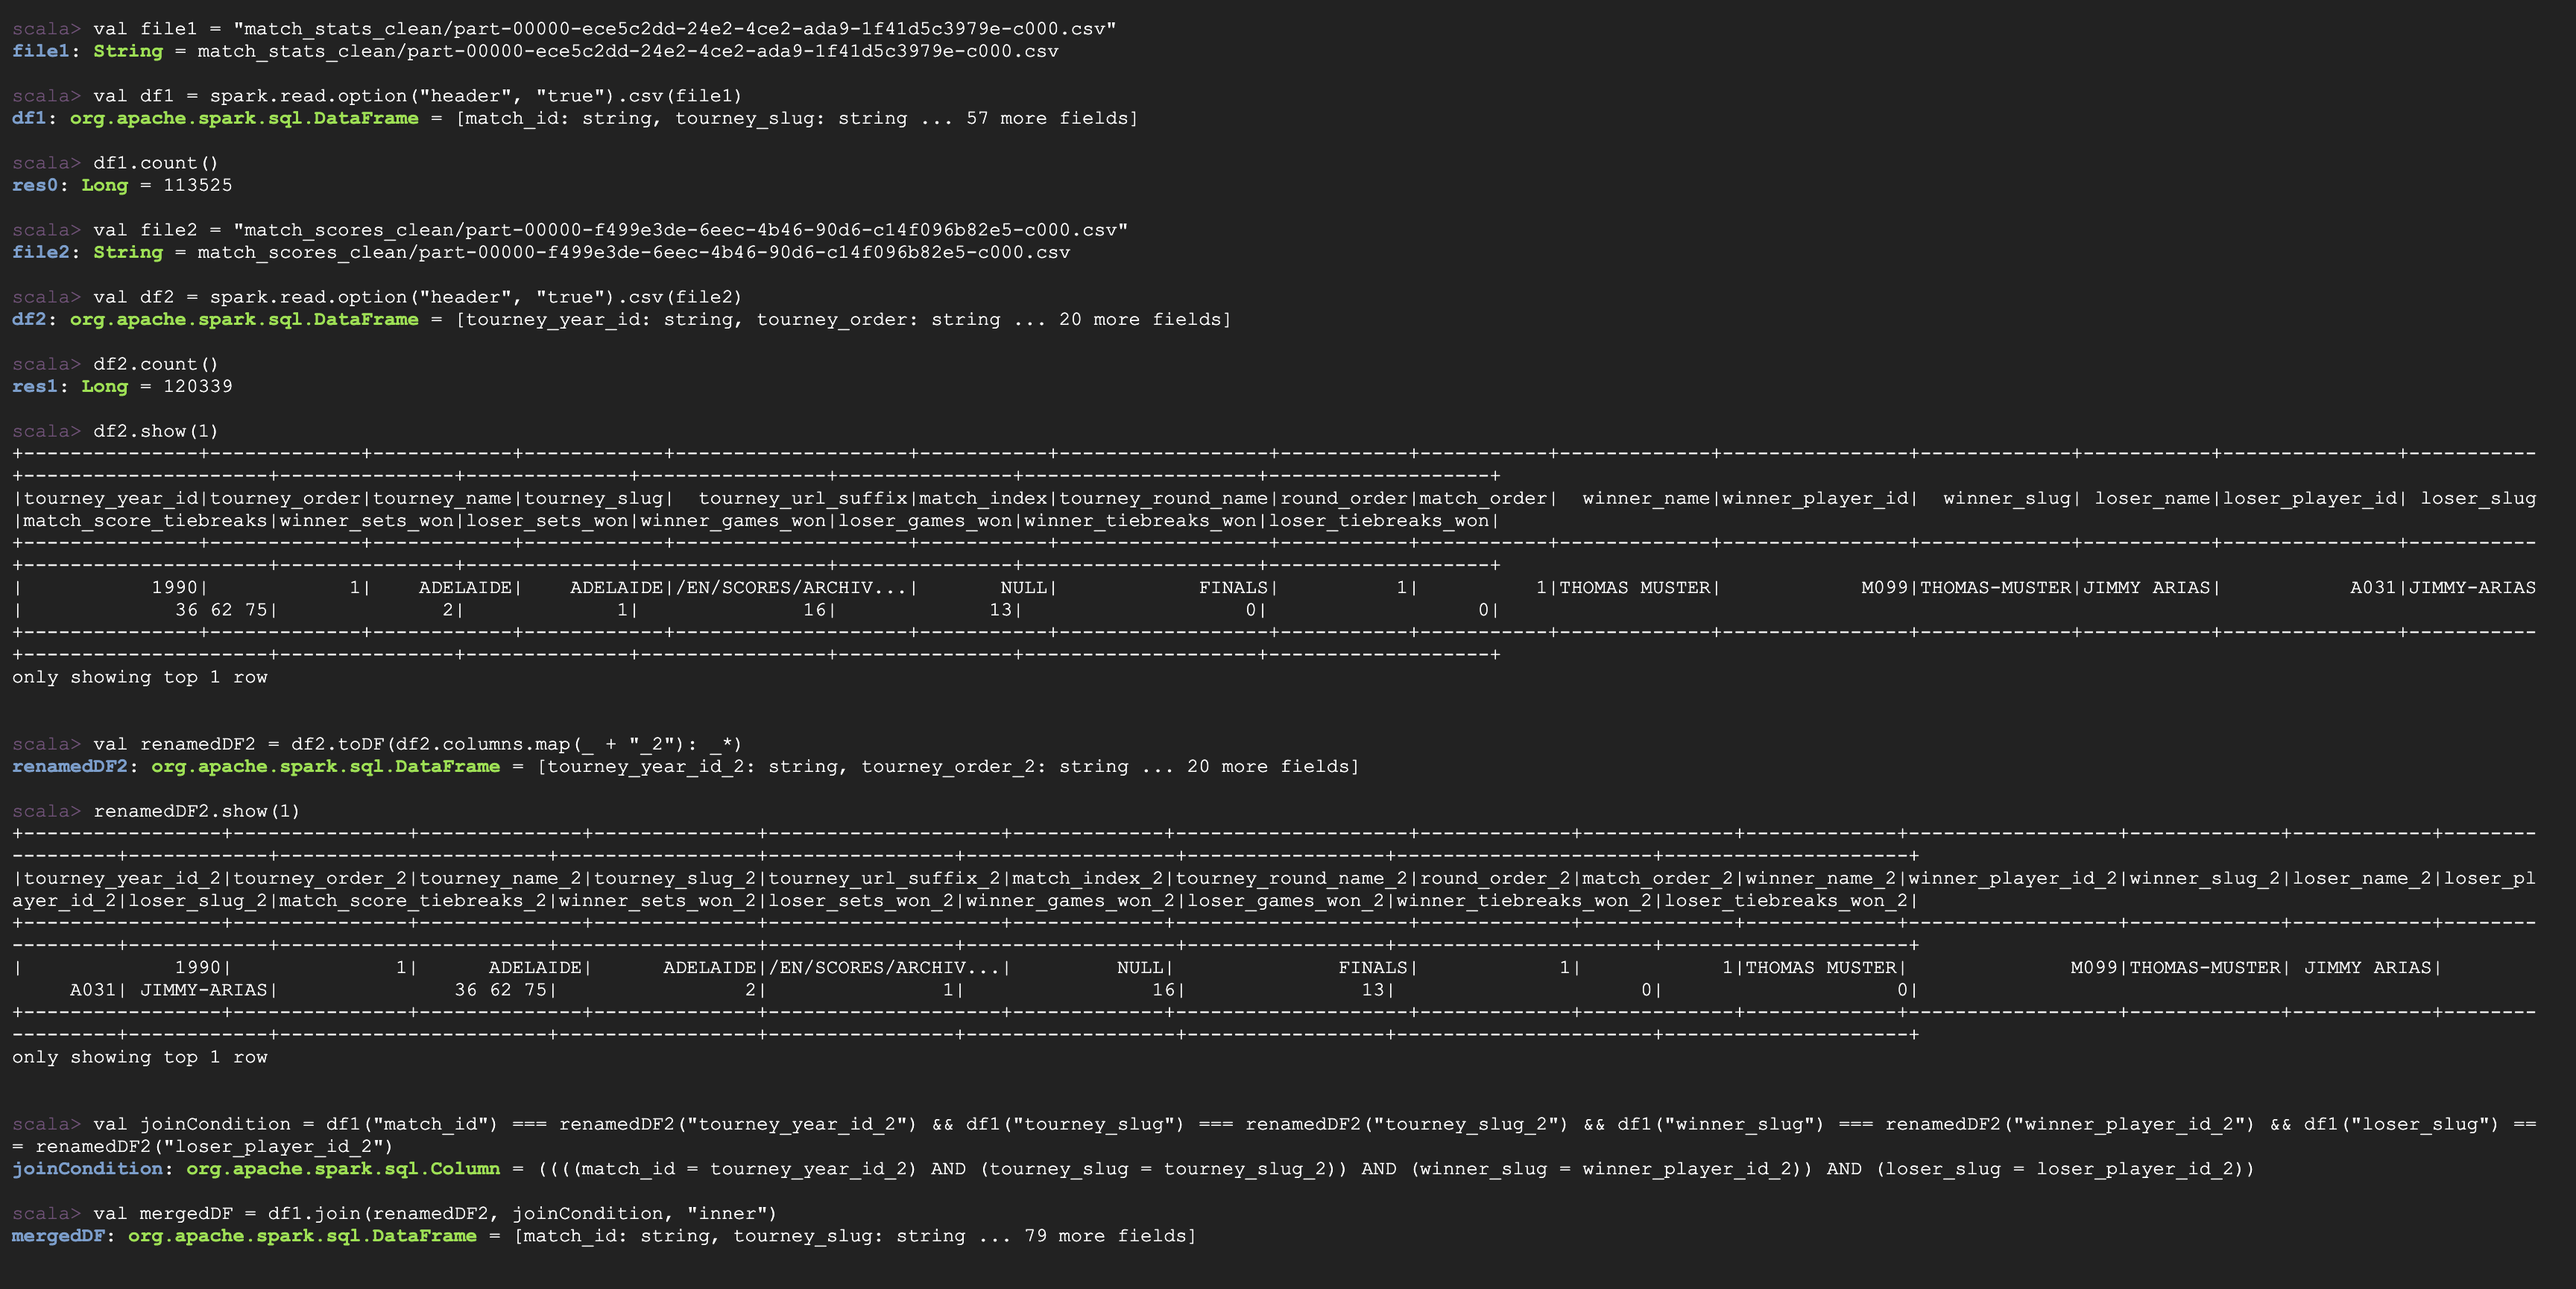 scala> val file1 = "match_stats_clean/part-00000-ece5c2dd-24e2-4ce2-ada9-1f41d5c3979e-c000.csv"
file1: String = match_stats_clean/part-00000-ece5c2dd-24e2-4ce2-ada9-1f41d5c3979e-c000.csv
scala> val df1 = spark.read.option("header", "true").csv(file1)
df1: org.apache.spark.sql.DataFrame = [match_id: string, tourney_slug: string ... 57 more fields]
scala> df1.count()
res0: Long = 113525
scala> val file2 = "match_scores_clean/part-00000-f499e3de-6eec-4b46-90d6-c14f096b82e5-c000.csv"
file2: String = match_scores_clean/part-00000-f499e3de-6eec-4b46-90d6-c14f096b82e5-c000.csv
scala> val df2 = spark.read.option("header", "true").csv(file2)
df2: org.apache.spark.sql.DataFrame = [tourney_year_id: string, tourney_order: string ... 20 more fields]
scala> df2.count()
res1: Long = 120339
scala> df2.show(1)
|tourney_year_id|tourney_order|tourney_name|tourney_slug|  tourney_url_suffix|match_index|tourney_round_name|round_order|match_order|  winner_name|winner_player_id|  winner_slug| loser_name|loser_player_id| loser_slug
|match_score_tiebreaks|winner_sets_won|loser_sets_won|winner_games_won|loser_games_won|winner_tiebreaks_won|loser_tiebreaks_won|
|           1990|            1|    ADELAIDE|    ADELAIDE|/EN/SCORES/ARCHIV...|       NULL|            FINALS|          1|          1|THOMAS MUSTER|            M099|THOMAS-MUSTER|JIMMY ARIAS|           A031|JIMMY-ARIAS
|             36 62 75|              2|             1|              16|             13|                   0|                  0|
only showing top 1 row
scala> val renamedDF2 = df2.toDF(df2.columns.map(_ + "_2"): _*)
renamedDF2: org.apache.spark.sql.DataFrame = [tourney_year_id_2: string, tourney_order_2: string ... 20 more fields]
scala> renamedDF2.show(1)
|tourney_year_id_2|tourney_order_2|tourney_name_2|tourney_slug_2|tourney_url_suffix_2|match_index_2|tourney_round_name_2|round_order_2|match_order_2|winner_name_2|winner_player_id_2|winner_slug_2|loser_name_2|loser_pl
ayer_id_2|loser_slug_2|match_score_tiebreaks_2|winner_sets_won_2|loser_sets_won_2|winner_games_won_2|loser_games_won_2|winner_tiebreaks_won_2|loser_tiebreaks_won_2|
|             1990|              1|      ADELAIDE|      ADELAIDE|/EN/SCORES/ARCHIV...|         NULL|              FINALS|            1|            1|THOMAS MUSTER|              M099|THOMAS-MUSTER| JIMMY ARIAS|
     A031| JIMMY-ARIAS|               36 62 75|                2|               1|                16|               13|                     0|                    0|
only showing top 1 row
scala> val joinCondition = df1("match_id") === renamedDF2("tourney_year_id_2") && df1("tourney_slug") === renamedDF2("tourney_slug_2") && df1("winner_slug") === renamedDF2("winner_player_id_2") && df1("loser_slug") ==
= renamedDF2("loser_player_id_2")
joinCondition: org.apache.spark.sql.Column = ((((match_id = tourney_year_id_2) AND (tourney_slug = tourney_slug_2)) AND (winner_slug = winner_player_id_2)) AND (loser_slug = loser_player_id_2))
scala> val mergedDF = df1.join(renamedDF2, joinCondition, "inner")
mergedDF: org.apache.spark.sql.DataFrame = [match_id: string, tourney_slug: string ... 79 more fields]